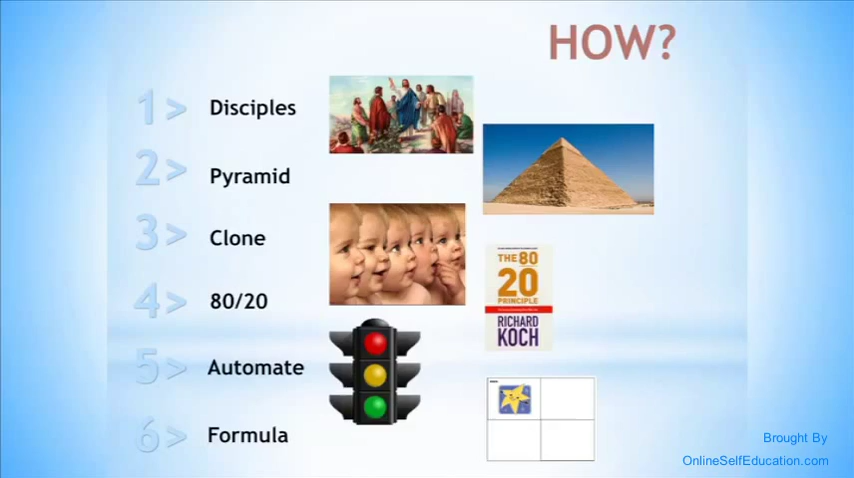 HOW?
1> Disciples
2> Pyramid
3> Clone
4> 80/20
5> Automate
6> Formula
THE 80
20
PRINCIPLE
RICHARD
KOCH
Brought By
OnlineSelfEducation.com